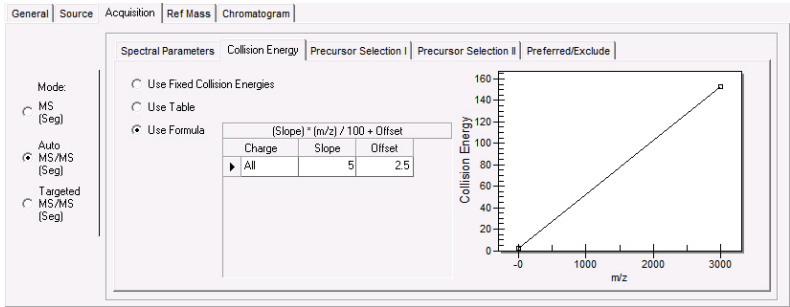 General Source Acquisition Ref Mass Chromatogram
Spectral Parameters Collision Energy Precursor Selection I Precursor Selection II Preferred/Exclude
Mode:
MS
(Seg)
Auto
MS/MS
(Seg)
Targeted
MS/MS
(Seg)
Use Fixed Collision Energies
Use Table
Use Formula
(Slope) * (m/z) / 100 + Offset
Charge Slope Offset
All 5 2.5
Collision Energy
160
140
120
100
80
60
40
20
0
-0 1000 2000 3000
m/z